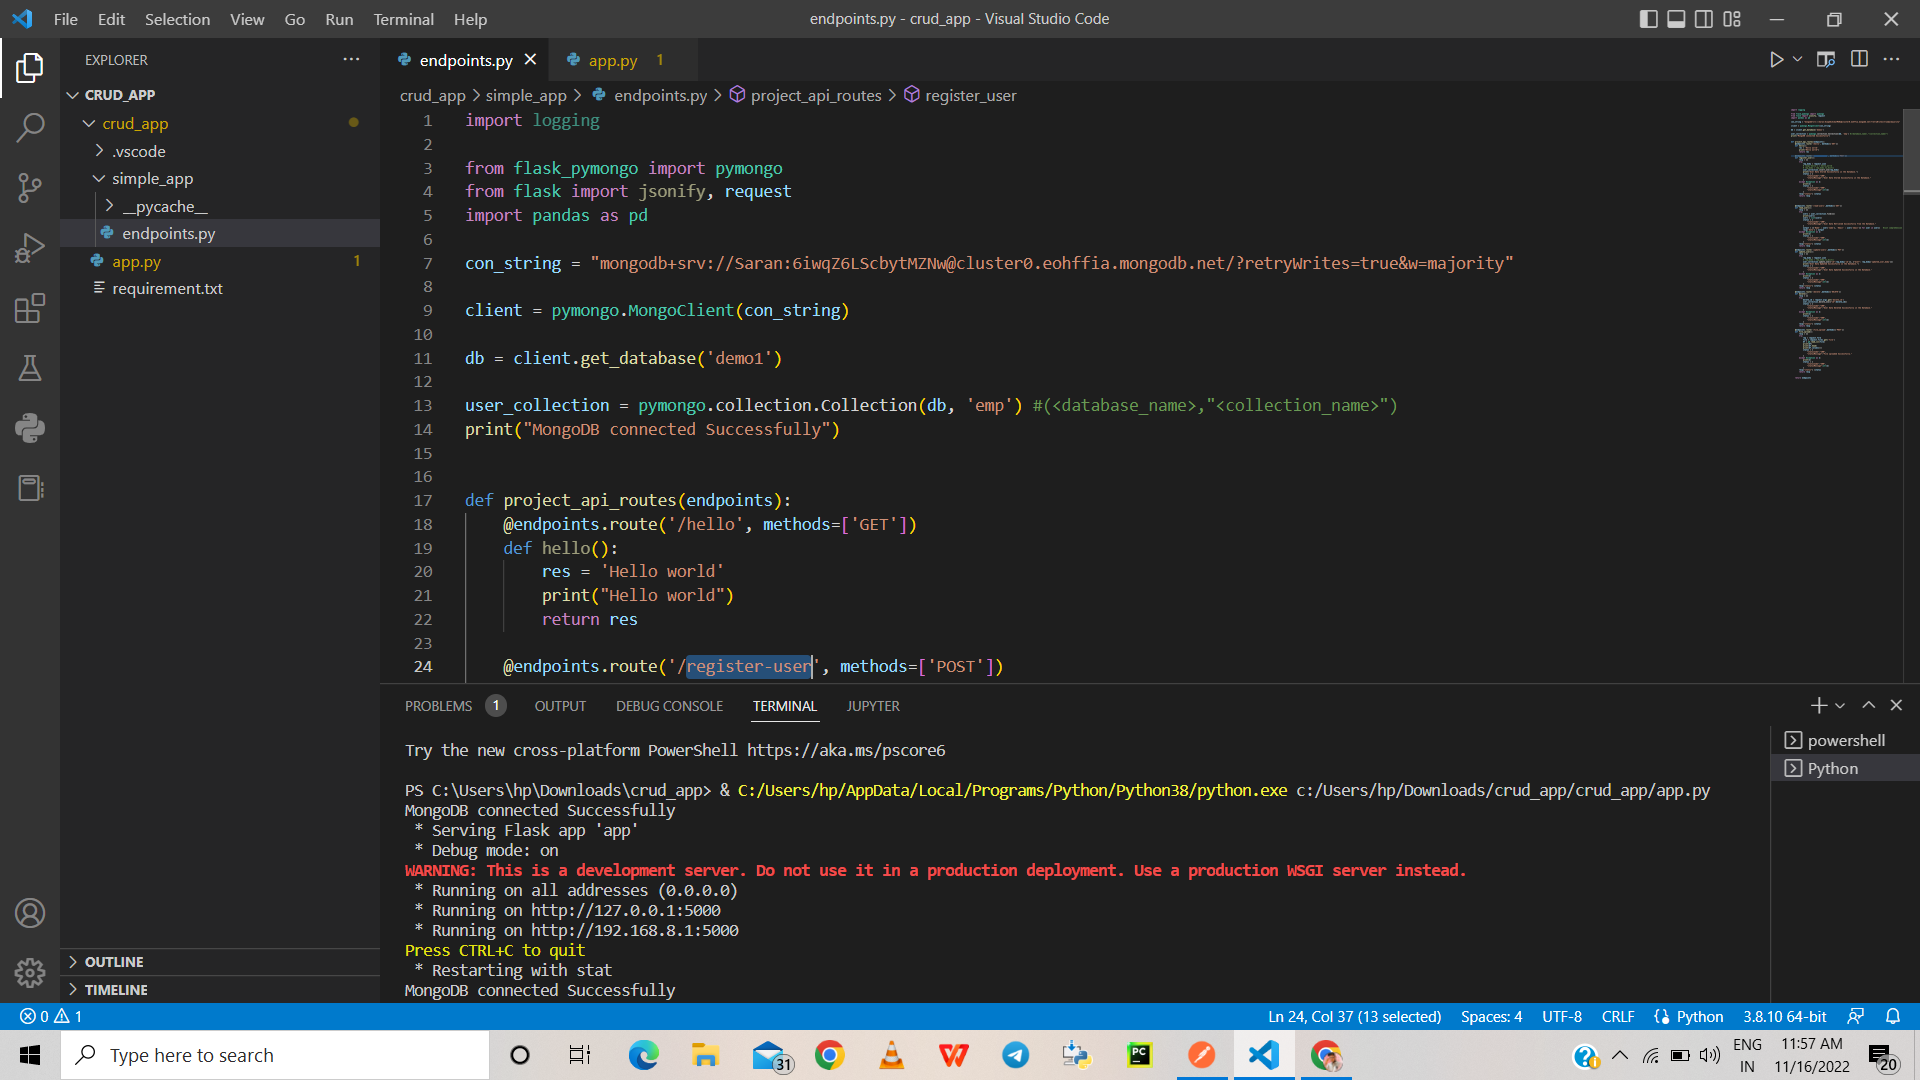 File Edit Selection View Go Run Terminal Help
endpoints.py - crud_app - Visual Studio Code
EXPLORER
CRUD_APP
crud_app
.vscode
simple_app
__pycache__
endpoints.py
app.py 1
requirement.txt
OUTLINE
TIMELINE
endpoints.py app.py 1
crud_app > simple_app > endpoints.py > project_api_routes > register_user
1 import logging
2
3 from flask_pymongo import pymongo
4 from flask import jsonify, request
5 import pandas as pd
6
7 con_string = "mongodb+srv://Saran:6iwqZ6LScbytMZNw@cluster0.eohffia.mongodb.net/?retryWrites=true&w=majority"
8
9 client = pymongo.MongoClient(con_string)
10
11 db = client.get_database('demo1')
12
13 user_collection = pymongo.collection.Collection(db, 'emp') #(<database_name>,"<collection_name>")
14 print("MongoDB connected Successfully")
15
16
17 def project_api_routes(endpoints):
18 @endpoints.route('/hello', methods=['GET'])
19 def hello():
20 res = 'Hello world'
21 print("Hello world")
22 return res
23
24 @endpoints.route('/register-user', methods=['POST'])
PROBLEMS 1 OUTPUT DEBUG CONSOLE TERMINAL JUPYTER
Try the new cross-platform PowerShell https://aka.ms/pscore6
PS C:\Users\hp\Downloads\crud_app> & C:/Users/hp/AppData/Local/Programs/Python/Python38/python.exe c:/Users/hp/Downloads/crud_app/crud_app/app.py
MongoDB connected Successfully
* Serving Flask app 'app'
* Debug mode: on
WARNING: This is a development server. Do not use it in a production deployment. Use a production WSGI server instead.
* Running on all addresses (0.0.0.0)
* Running on http://127.0.0.1:5000
* Running on http://192.168.8.1:5000
Press CTRL+C to quit
* Restarting with stat
MongoDB connected Successfully
powershell
Python
0 1
Ln 24, Col 37 (13 selected) Spaces: 4 UTF-8 CRLF Python 3.8.10 64-bit
Type here to search
31
PC
ENG
IN
11:57 AM
11/16/2022
20